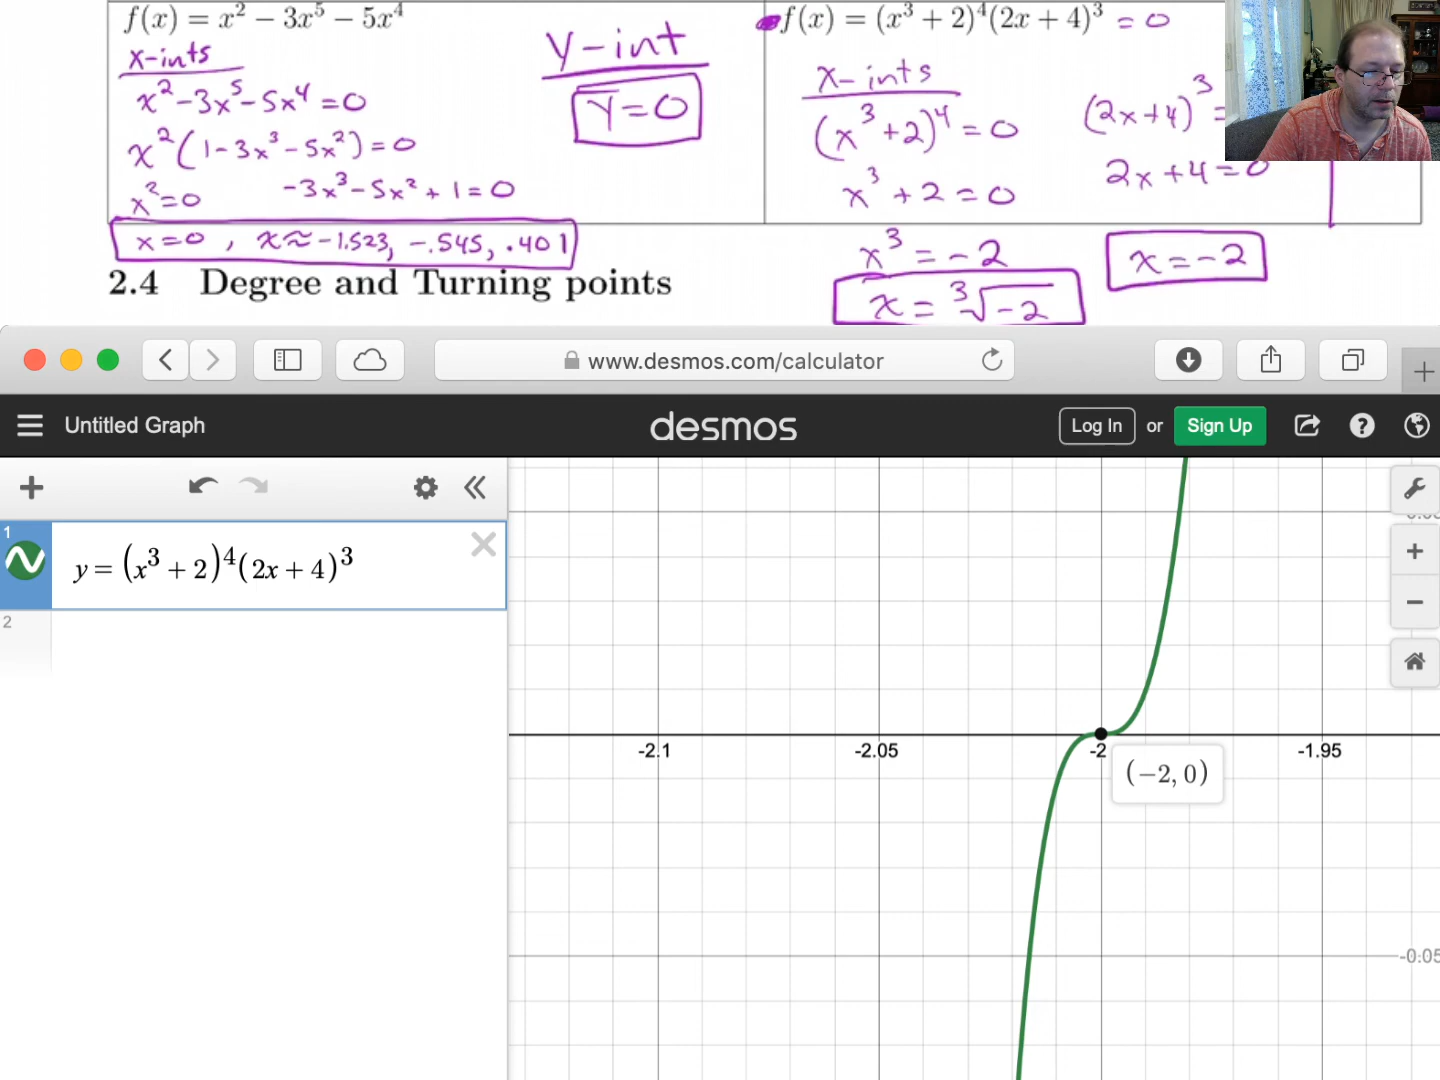 f(x) = x² − 3x⁵ − 5x⁴
x-ints
x² − 3x⁵ − 5x⁴ = 0
x²(1 − 3x³ − 5x²) = 0
x² = 0 −3x³ − 5x² + 1 = 0
x = 0 , x ≈ −1.523, −.545, .401
y-int
y = 0
f(x) = (x³ + 2)⁴(2x + 4)³ = 0
x-ints
(x³ + 2)⁴ = 0
x³ + 2 = 0
x³ = −2
x = ³√−2
(2x + 4)³ =
2x + 4 = 0
x = −2
2.4 Degree and Turning points
www.desmos.com/calculator
Untitled Graph
desmos
Log In or Sign Up
1
y = (x³ + 2)⁴(2x + 4)³
2
-2.1
-2.05
-2
-1.95
(−2, 0)